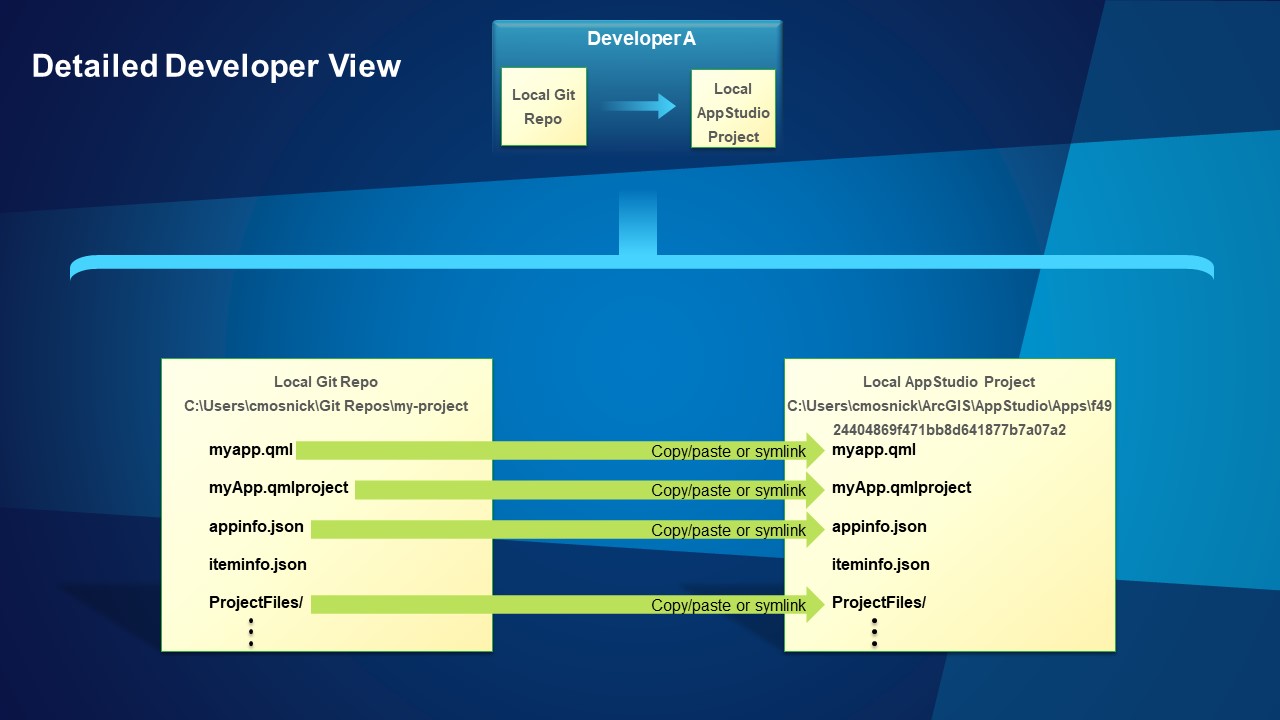 Detailed Developer View
Developer A
Local Git
Repo
Local
AppStudio
Project
Local Git Repo
C:\Users\cmosnick\Git Repos\my-project
myapp.qml
myApp.qmlproject
appinfo.json
iteminfo.json
ProjectFiles/
Copy/paste or symlink
Copy/paste or symlink
Copy/paste or symlink
Copy/paste or symlink
Local AppStudio Project
C:\Users\cmosnick\ArcGIS\AppStudio\Apps\f49
24404869f471bb8d641877b7a07a2
myapp.qml
myApp.qmlproject
appinfo.json
iteminfo.json
ProjectFiles/